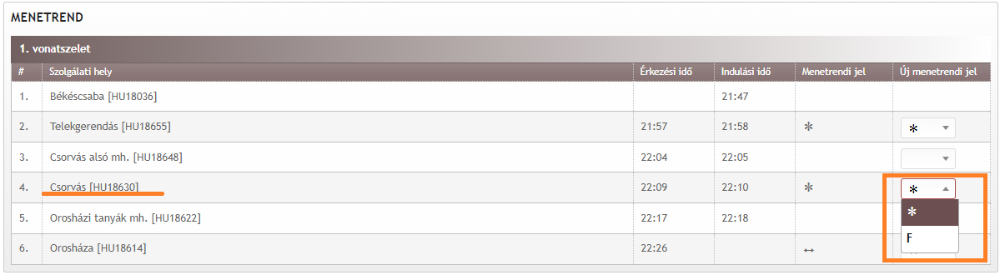 MENETREND
1. vonatszelet
# Szolgálati hely Érkezési idő Indulási idő Menetrendi jel Új menetrendi jel
1. Békéscsaba [HU18036] 21:47
2. Telekgerendás [HU18655] 21:57 21:58 * *
3. Csorvás alsó mh. [HU18648] 22:04 22:05
4. Csorvás [HU18630] 22:09 22:10 * *
*
5. Orosházi tanyák mh. [HU18622] 22:17 22:18
F
6. Orosháza [HU18614] 22:26 ↔